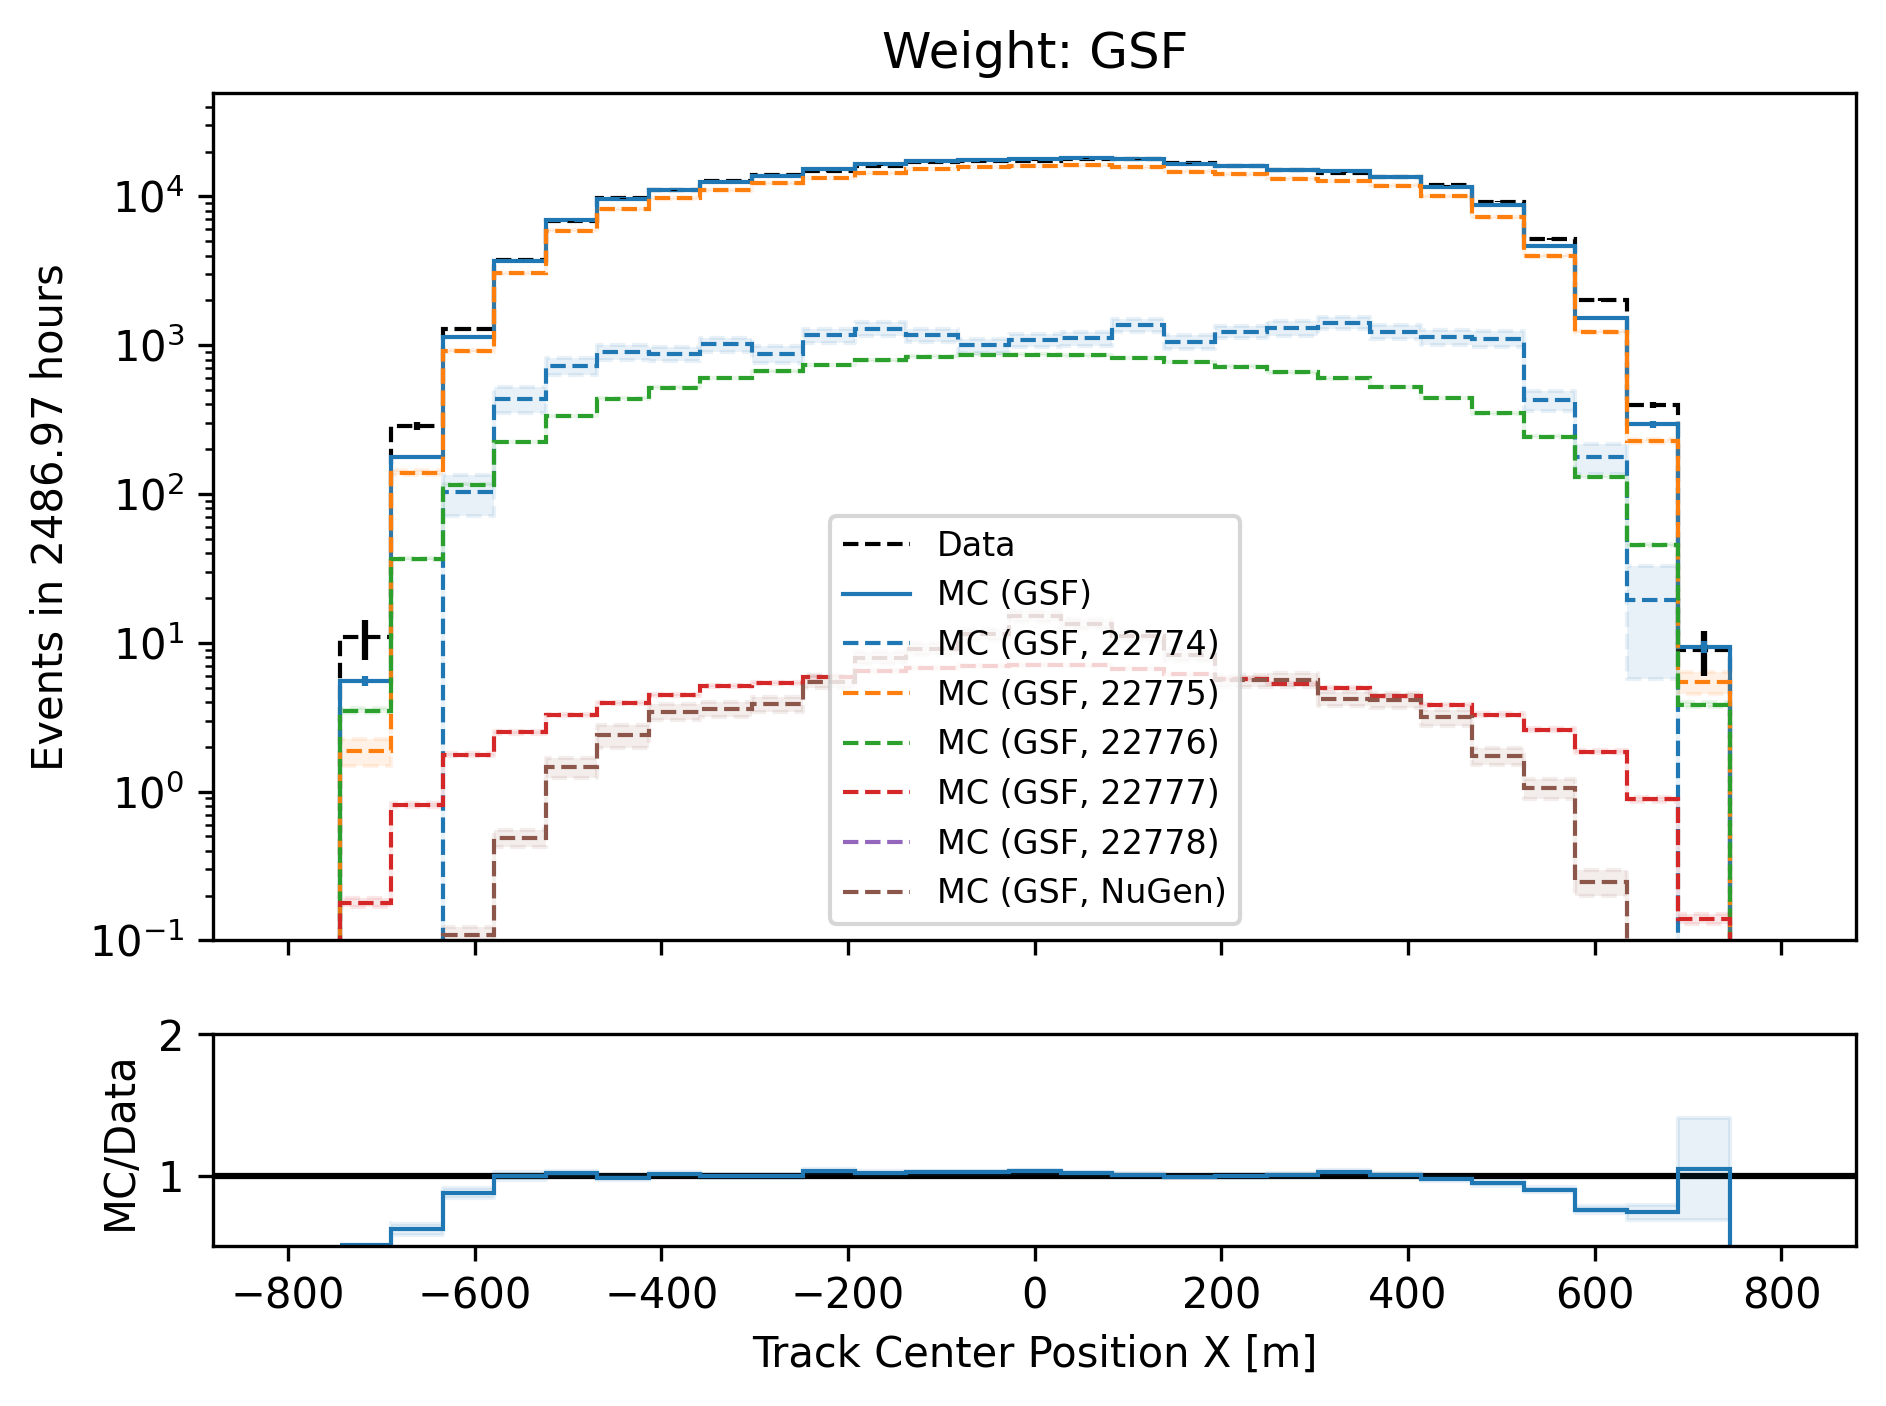 Weight: GSF
Events in 2486.97 hours
10^4
10^3
10^2
10^1
10^0
10^−1
Data
MC (GSF)
MC (GSF, 22774)
MC (GSF, 22775)
MC (GSF, 22776)
MC (GSF, 22777)
MC (GSF, 22778)
MC (GSF, NuGen)
MC/Data
2
1
−800 −600 −400 −200 0 200 400 600 800
Track Center Position X [m]